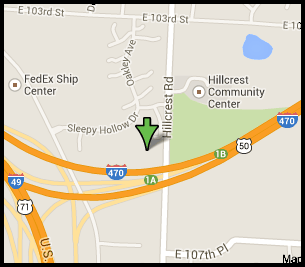 E 103rd St
E 103rd St
Oakley Ave
FedEx Ship
Center
Hillcrest Rd
Hillcrest
Community
Center
Sleepy Hollow Dr
470
50
1B
470
1A
49
71
U.S.
E 107th Pl
Map